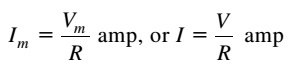 I_m = V_m/R amp, or I = V/R amp